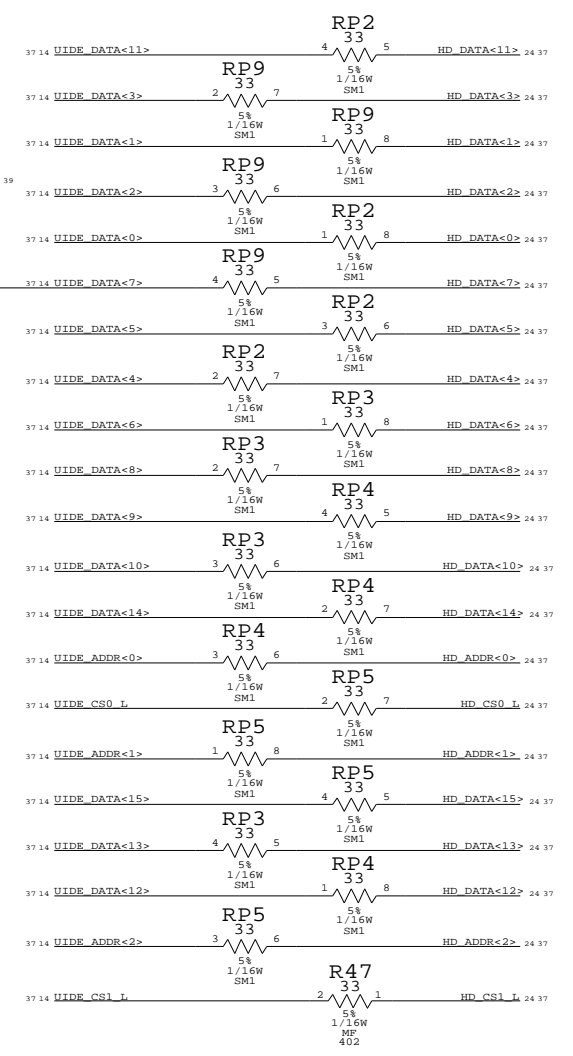 RP2
33
37 14 UIDE_DATA<11> 4 5 HD_DATA<11> 24 37
5%
1/16W
SM1
RP9
33
37 14 UIDE_DATA<3> 2 7 HD_DATA<3> 24 37
5%
1/16W
SM1
RP9
33
37 14 UIDE_DATA<1> 1 8 HD_DATA<1> 24 37
5%
1/16W
SM1
39
RP9
33
37 14 UIDE_DATA<2> 3 6 HD_DATA<2> 24 37
5%
1/16W
SM1
RP2
33
37 14 UIDE_DATA<0> 1 8 HD_DATA<0> 24 37
5%
1/16W
SM1
RP9
33
37 14 UIDE_DATA<7> 4 5 HD_DATA<7> 24 37
5%
1/16W
SM1
RP2
33
37 14 UIDE_DATA<5> 3 6 HD_DATA<5> 24 37
5%
1/16W
SM1
RP2
33
37 14 UIDE_DATA<4> 2 7 HD_DATA<4> 24 37
5%
1/16W
SM1
RP3
33
37 14 UIDE_DATA<6> 1 8 HD_DATA<6> 24 37
5%
1/16W
SM1
RP3
33
37 14 UIDE_DATA<8> 2 7 HD_DATA<8> 24 37
5%
1/16W
SM1
RP4
33
37 14 UIDE_DATA<9> 4 5 HD_DATA<9> 24 37
5%
1/16W
SM1
RP3
33
37 14 UIDE_DATA<10> 3 6 HD_DATA<10> 24 37
5%
1/16W
SM1
RP4
33
37 14 UIDE_DATA<14> 2 7 HD_DATA<14> 24 37
5%
1/16W
SM1
RP4
33
37 14 UIDE_ADDR<0> 3 6 HD_ADDR<0> 24 37
5%
1/16W
SM1
RP5
33
37 14 UIDE_CS0_L 2 7 HD_CS0_L 24 37
5%
1/16W
SM1
RP5
33
37 14 UIDE_ADDR<1> 1 8 HD_ADDR<1> 24 37
5%
1/16W
SM1
RP5
33
37 14 UIDE_DATA<15> 4 5 HD_DATA<15> 24 37
5%
1/16W
SM1
RP3
33
37 14 UIDE_DATA<13> 4 5 HD_DATA<13> 24 37
5%
1/16W
SM1
RP4
33
37 14 UIDE_DATA<12> 1 8 HD_DATA<12> 24 37
5%
1/16W
SM1
RP5
33
37 14 UIDE_ADDR<2> 3 6 HD_ADDR<2> 24 37
5%
1/16W
SM1
R47
33
37 14 UIDE_CS1_L 2 1 HD_CS1_L 24 37
5%
1/16W
MF
402